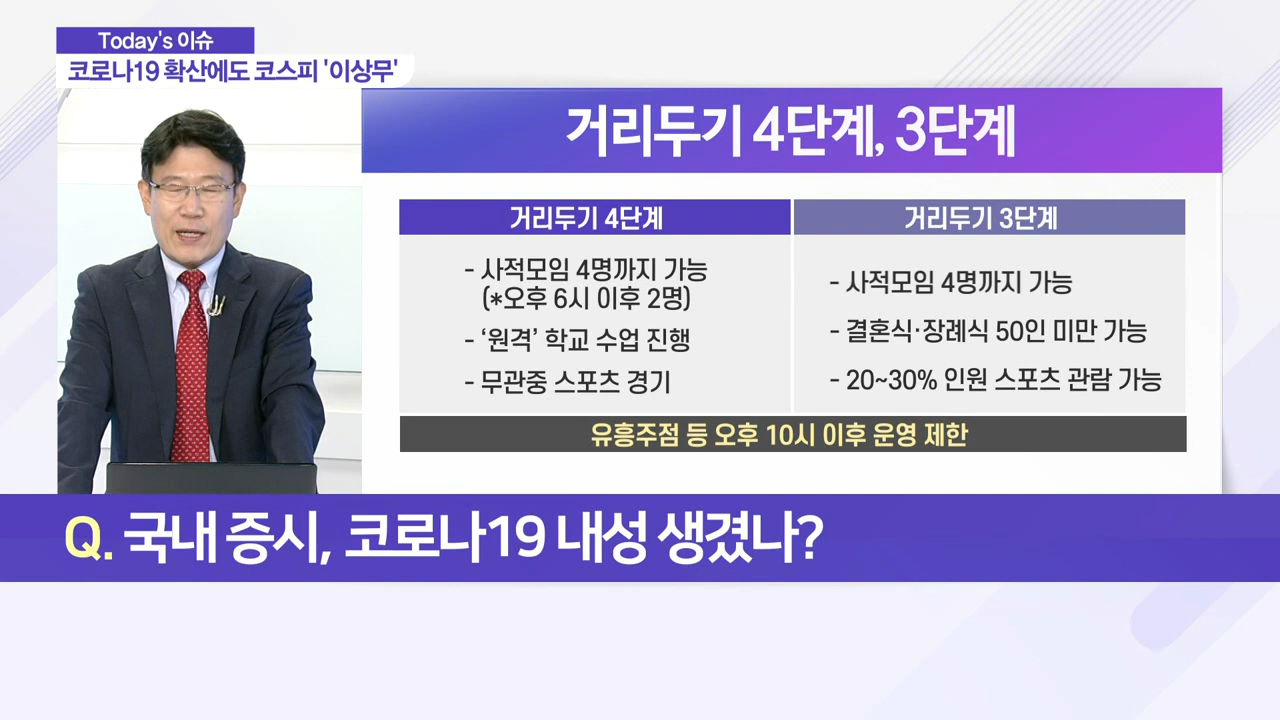 Today's 이슈
코로나19 확산에도 코스피 '이상무'
거리두기 4단계, 3단계
거리두기 4단계
- 사적모임 4명까지 가능
(*오후 6시 이후 2명)
- ‘원격’ 학교 수업 진행
- 무관중 스포츠 경기
거리두기 3단계
- 사적모임 4명까지 가능
- 결혼식·장례식 50인 미만 가능
- 20~30% 인원 스포츠 관람 가능
유흥주점 등 오후 10시 이후 운영 제한
Q. 국내 증시, 코로나19 내성 생겼나?